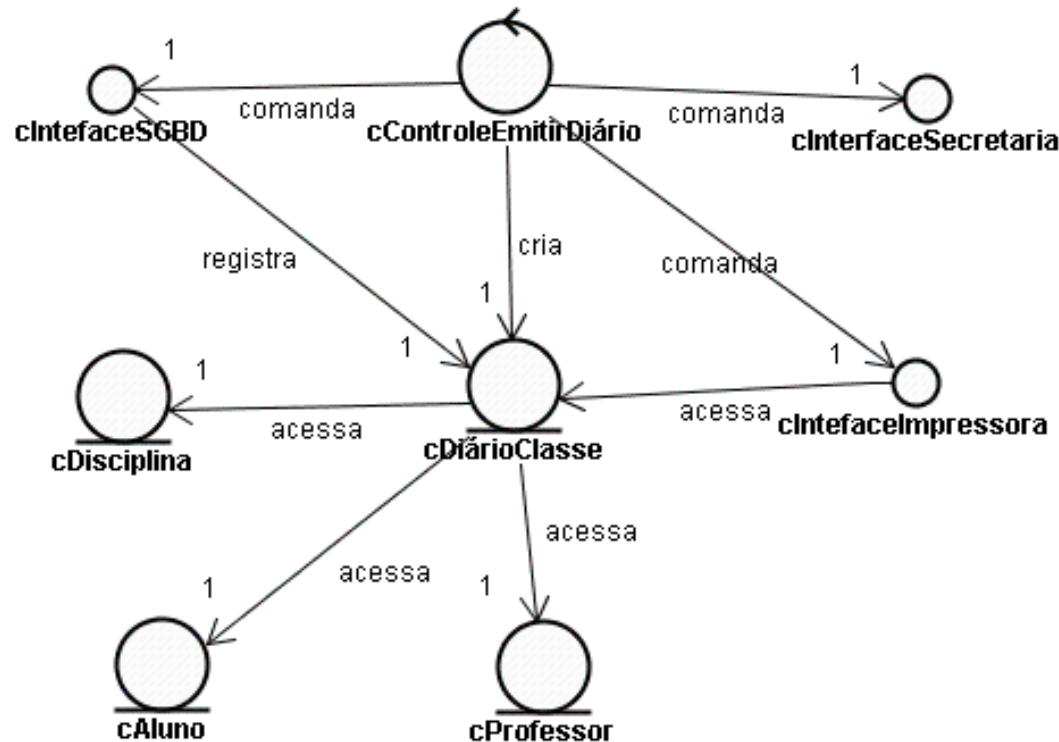 1
1
comanda
comanda
cIntefaceSGBD
cControleEmitirDiário
cInterfaceSecretaria
registra
cria
comanda
1
1
1
1
acessa
acessa
cIntefaceImpressora
cDisciplina
cDiárioClasse
acessa
acessa
1
1
cAluno
cProfessor